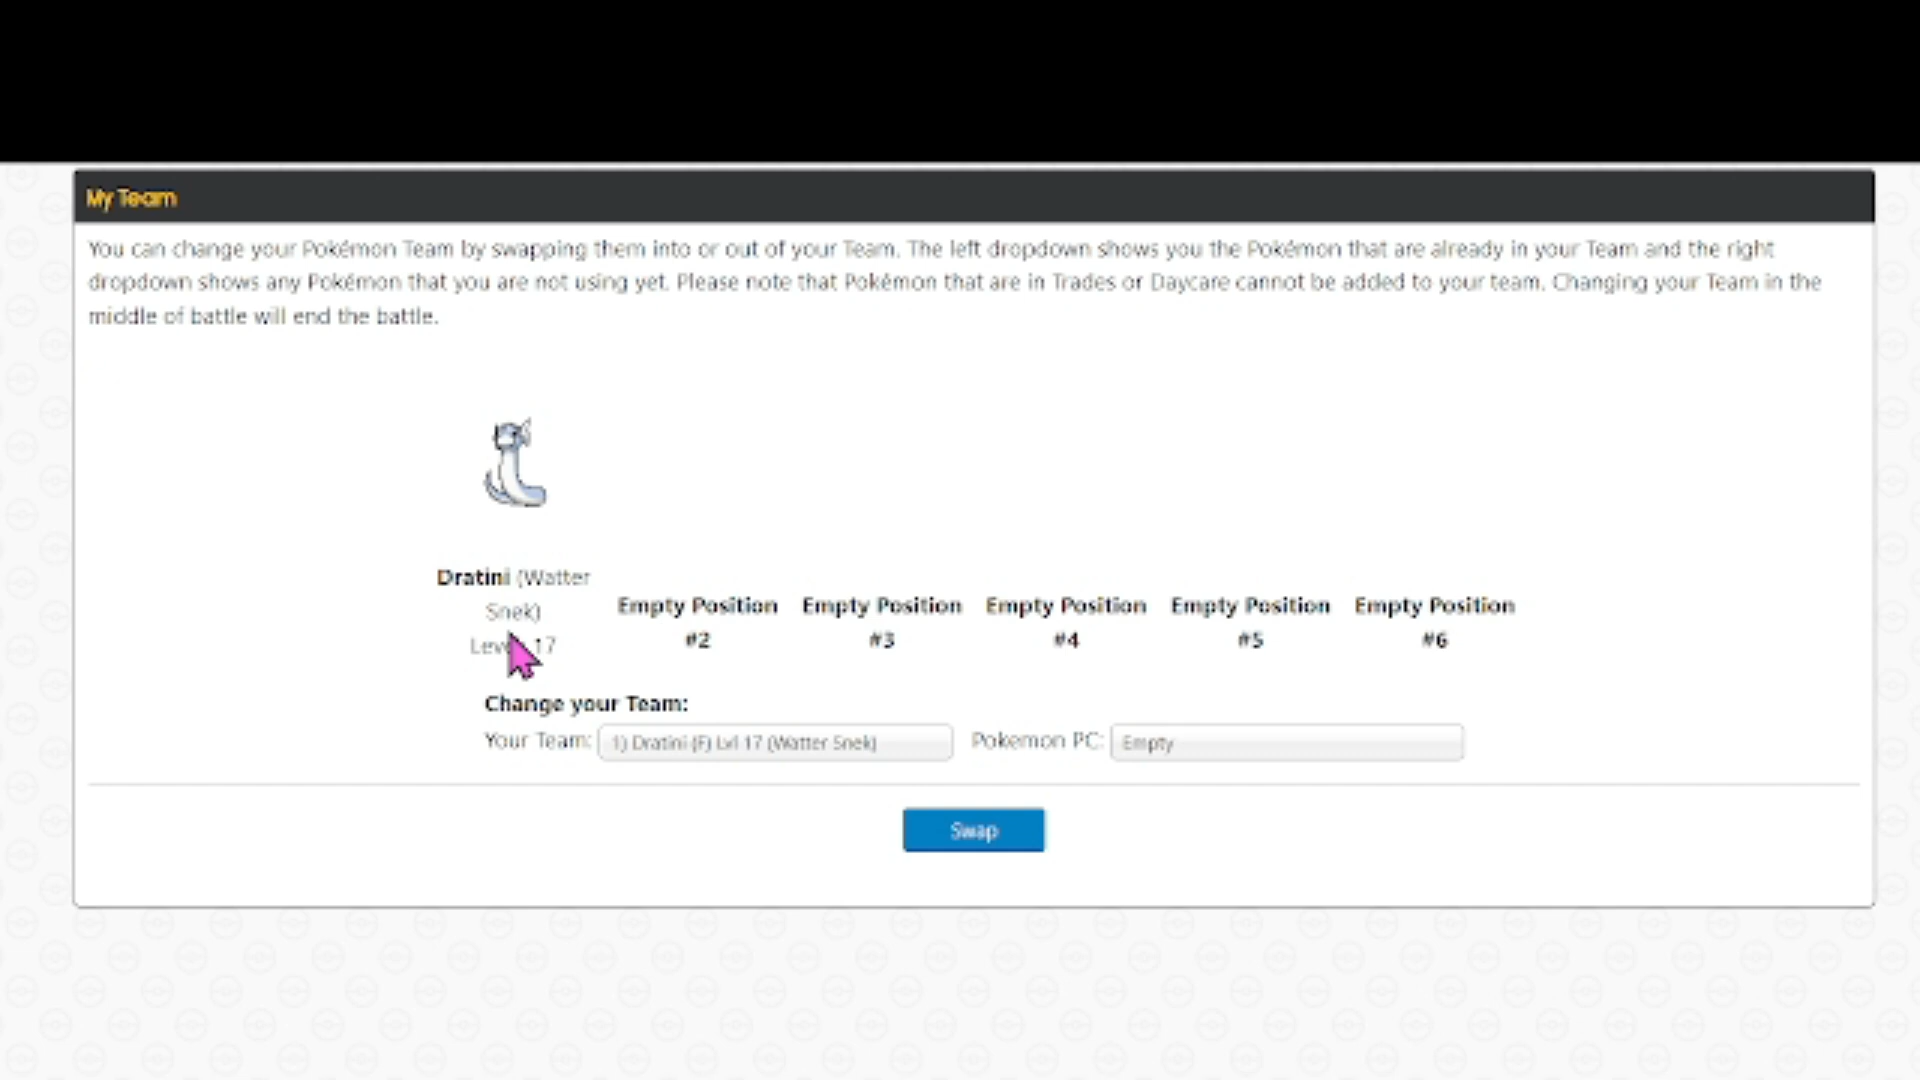 My Team
You can change your Pokémon Team by swapping them into or out of your Team. The left dropdown shows you the Pokémon that are already in your Team and the right
dropdown shows any Pokémon that you are not using yet. Please note that Pokémon that are in Trades or Daycare cannot be added to your team. Changing your Team in the
middle of battle will end the battle.
Dratini (Watter
Snek)
17
Empty Position
#2
Empty Position
#3
Empty Position
#4
Empty Position
#5
Empty Position
#6
Change your Team:
Your Team: 1) Dratini (F) Lvl 17 (Watter Snek) Pokemon PC: Empty
Swap